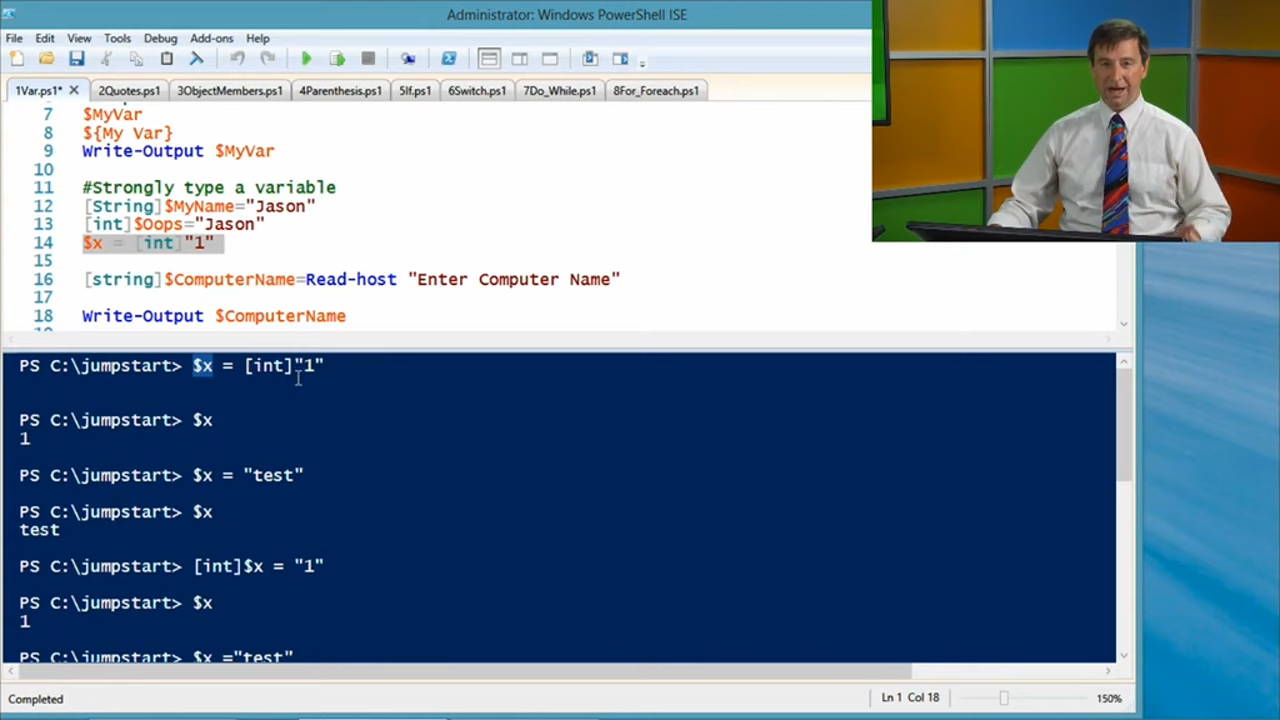 Administrator: Windows PowerShell ISE
File Edit View Tools Debug Add-ons Help
1Var.ps1* 2Quotes.ps1 3ObjectMembers.ps1 4Parenthesis.ps1 5If.ps1 6Switch.ps1 7Do_While.ps1 8For_Foreach.ps1
7 $MyVar
8 ${My Var}
9 Write-Output $MyVar
10
11 #Strongly type a variable
12 [String]$MyName="Jason"
13 [int]$Oops="Jason"
14 $x = [int]"1"
15
16 [string]$ComputerName=Read-host "Enter Computer Name"
17
18 Write-Output $ComputerName
PS C:\jumpstart> $x = [int]"1"
PS C:\jumpstart> $x
1
PS C:\jumpstart> $x = "test"
PS C:\jumpstart> $x
test
PS C:\jumpstart> [int]$x = "1"
PS C:\jumpstart> $x
1
PS C:\jumpstart> $x ="test"
Completed Ln 1 Col 18 150%